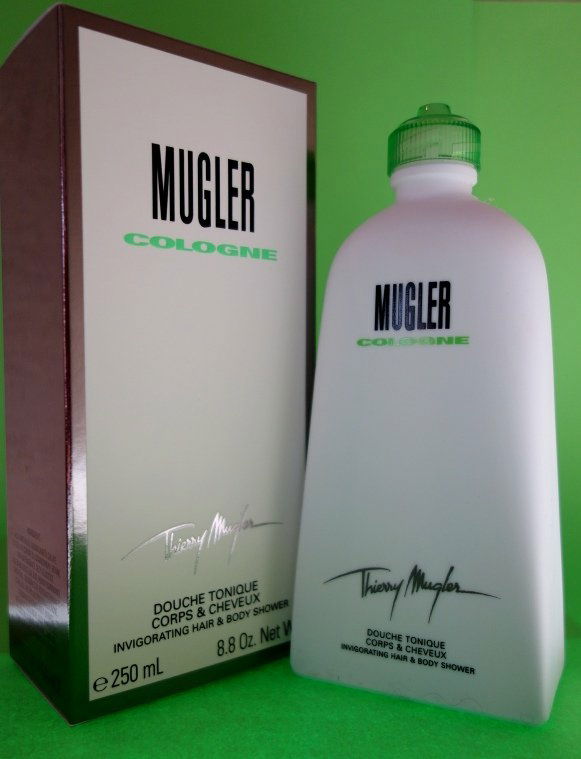 MUGLER
COLOGNE
Thierry Mugler
DOUCHE TONIQUE
CORPS & CHEVEUX
INVIGORATING HAIR & BODY SHOWER
8.8 Oz. Net
e 250 mL
MUGLER
COLOGNE
Thierry Mugler
DOUCHE TONIQUE
CORPS & CHEVEUX
INVIGORATING HAIR & BODY SHOWER